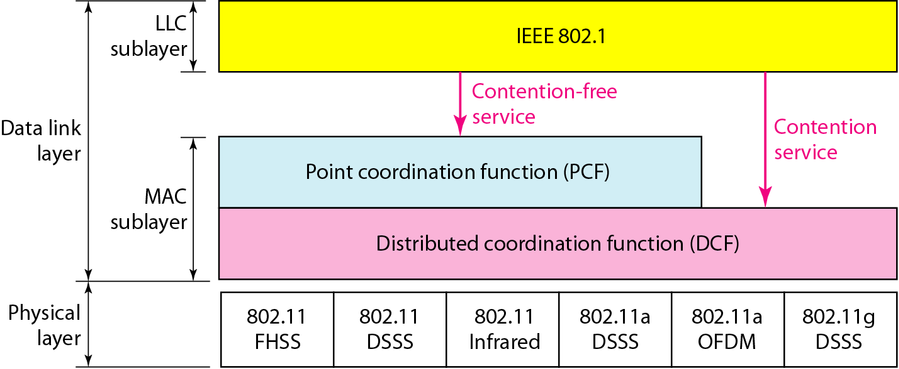 LLC
sublayer
IEEE 802.1
Contention-free
service
Contention
service
Data link
layer
MAC
sublayer
Point coordination function (PCF)
Distributed coordination function (DCF)
Physical
layer
802.11
FHSS
802.11
DSSS
802.11
Infrared
802.11a
DSSS
802.11a
OFDM
802.11g
DSSS